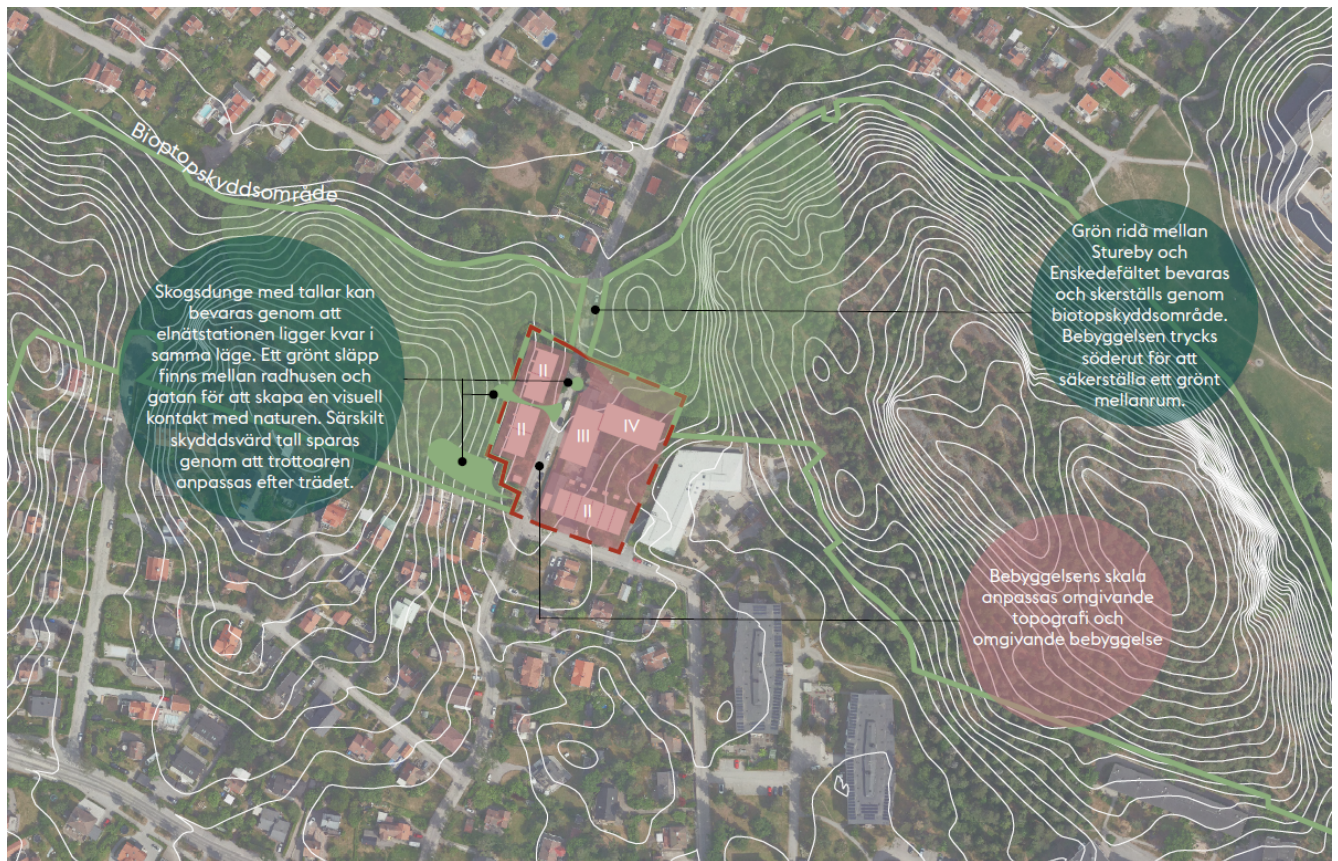 Bioptopskyddsområde
Skogsdunge med tallar kan
bevaras genom att
elnätstationen ligger kvar i
samma läge. Ett grönt släpp
finns mellan radhusen och
gatan för att skapa en visuell
kontakt med naturen. Särskilt
skydddsvärd tall sparas
genom att trottoaren
anpassas efter trädet.
Grön ridå mellan
Stureby och
Enskedefältet bevaras
och skerställs genom
biotopskyddsområde.
Bebyggelsen trycks
söderut för att
säkerställa ett grönt
mellanrum.
II
II
III
IV
II
Bebyggelsens skala
anpassas omgivande
topografi och
omgivande bebyggelse